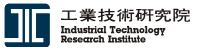 工業技術研究院
Industrial Technology
Research Institute